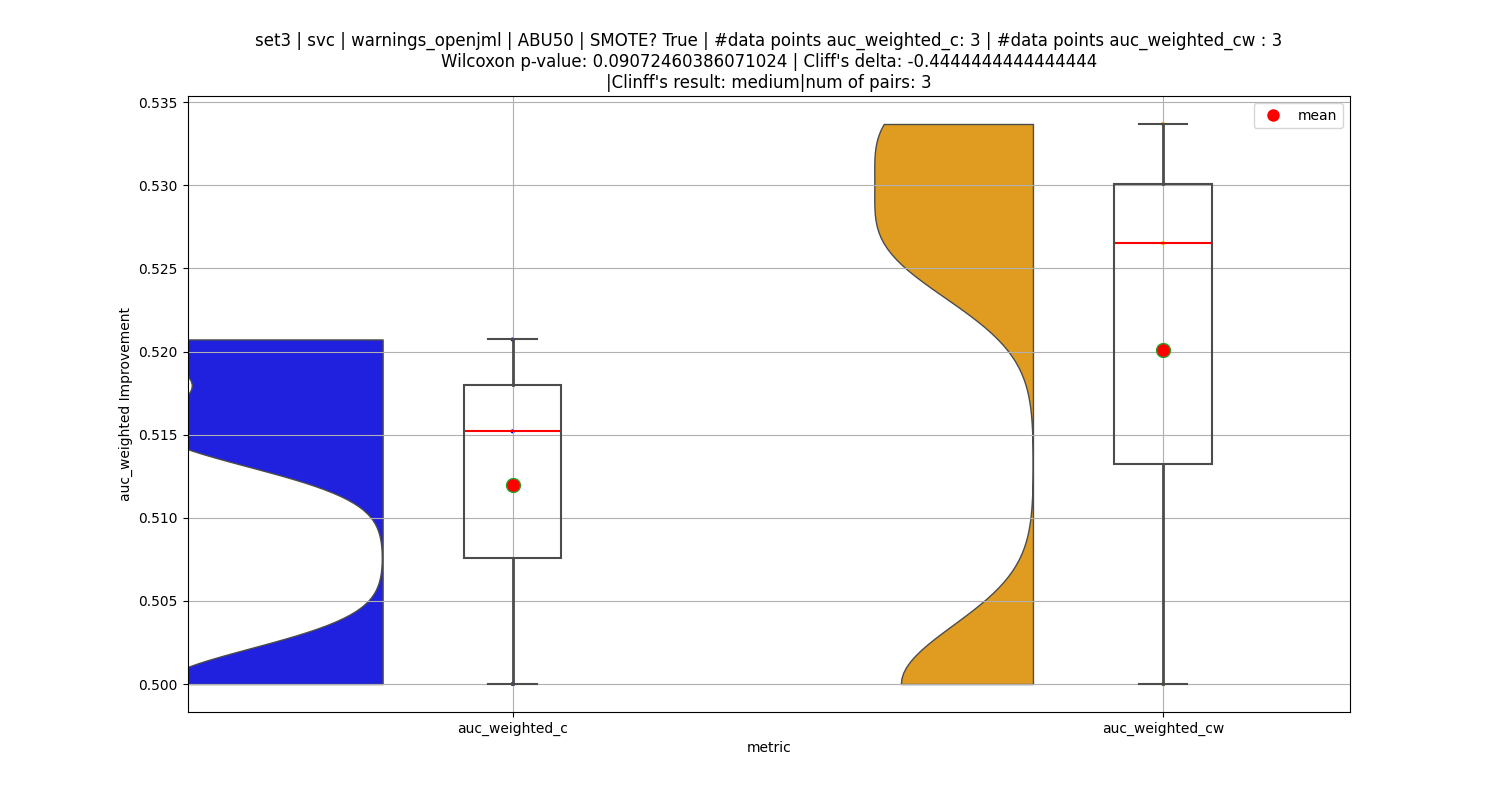 set3 | svc | warnings_openjml | ABU50 | SMOTE? True | #data points auc_weighted_c: 3 | #data points auc_weighted_cw : 3
Wilcoxon p-value: 0.09072460386071024 | Cliff's delta: -0.4444444444444444
|Clinff's result: medium|num of pairs: 3
mean
auc_weighted Improvement
0.535
0.530
0.525
0.520
0.515
0.510
0.505
0.500
auc_weighted_c
auc_weighted_cw
metric